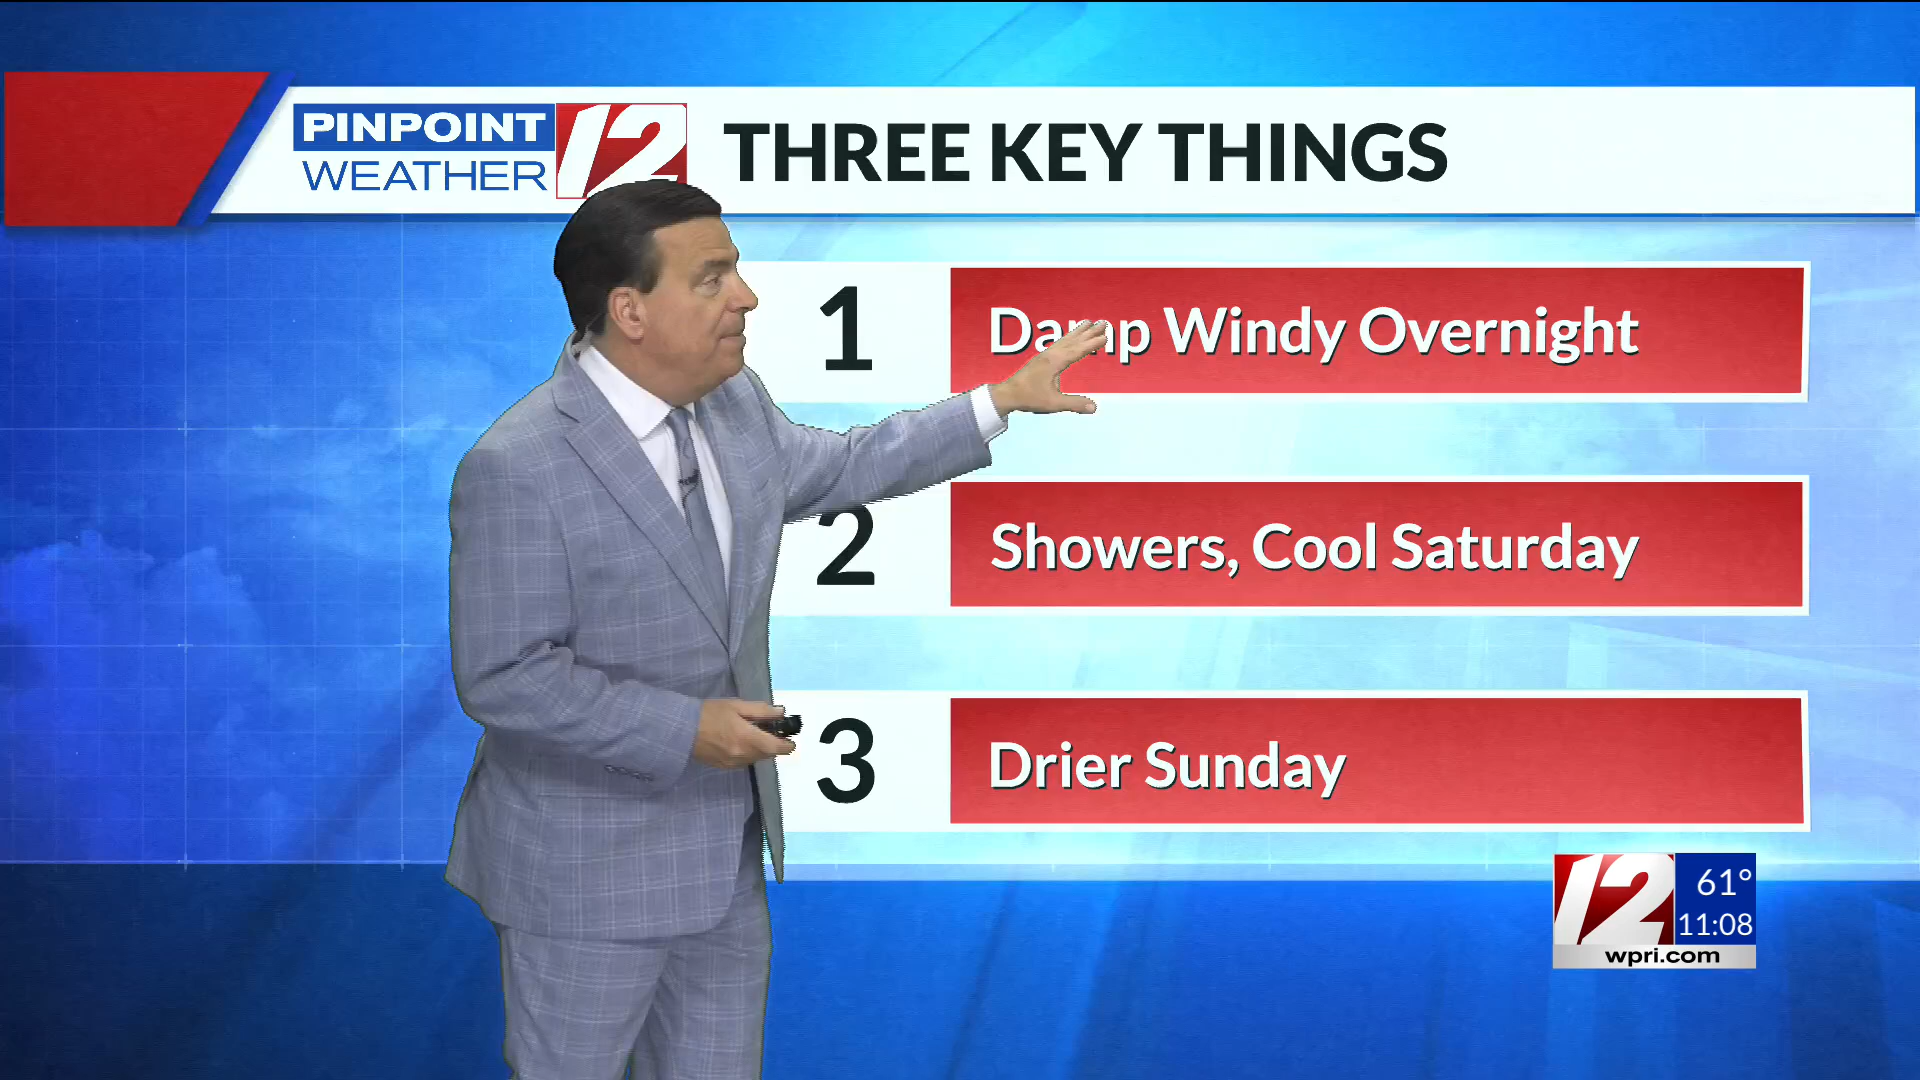 PINPOINT
WEATHER
12
THREE KEY THINGS
1
Damp Windy Overnight
2
Showers, Cool Saturday
3
Drier Sunday
12
61°
11:08
wpri.com